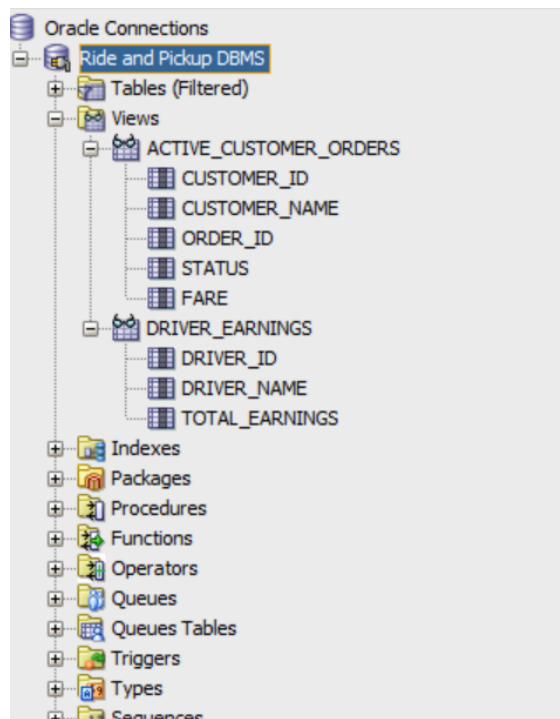 Oracle Connections
Ride and Pickup DBMS
Tables (Filtered)
Views
ACTIVE_CUSTOMER_ORDERS
CUSTOMER_ID
CUSTOMER_NAME
ORDER_ID
STATUS
FARE
DRIVER_EARNINGS
DRIVER_ID
DRIVER_NAME
TOTAL_EARNINGS
Indexes
Packages
Procedures
Functions
Operators
Queues
Queues Tables
Triggers
Types
Sequences